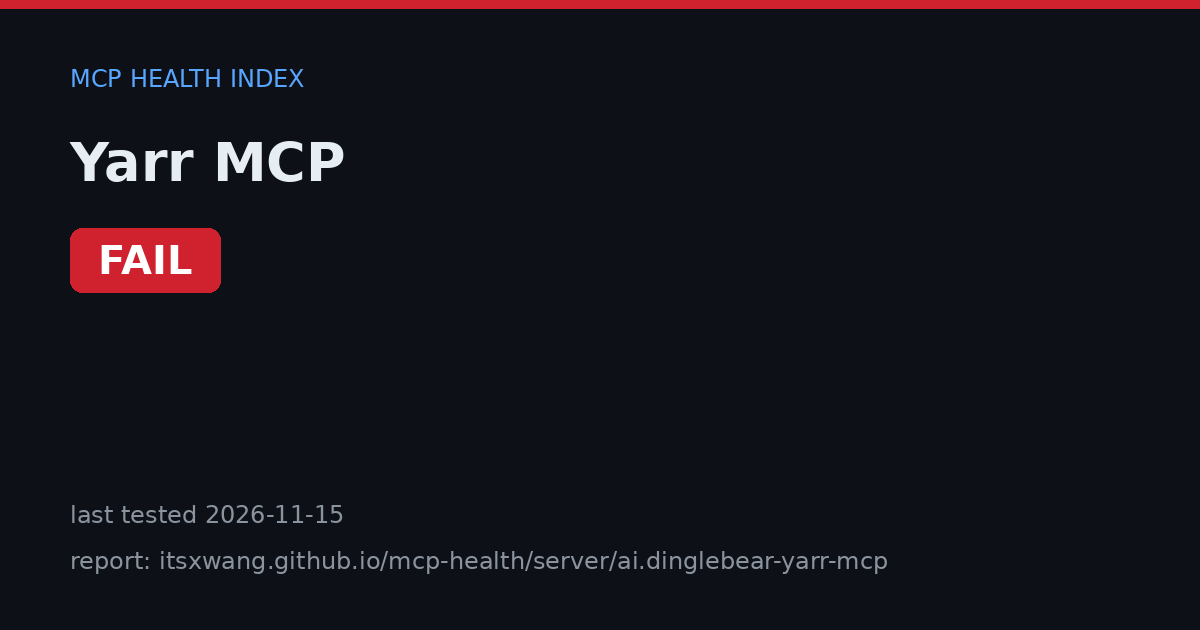 MCP HEALTH INDEX
Yarr MCP
FAIL
last tested 2026-11-15
report: itsxwang.github.io/mcp-health/server/ai.dinglebear-yarr-mcp